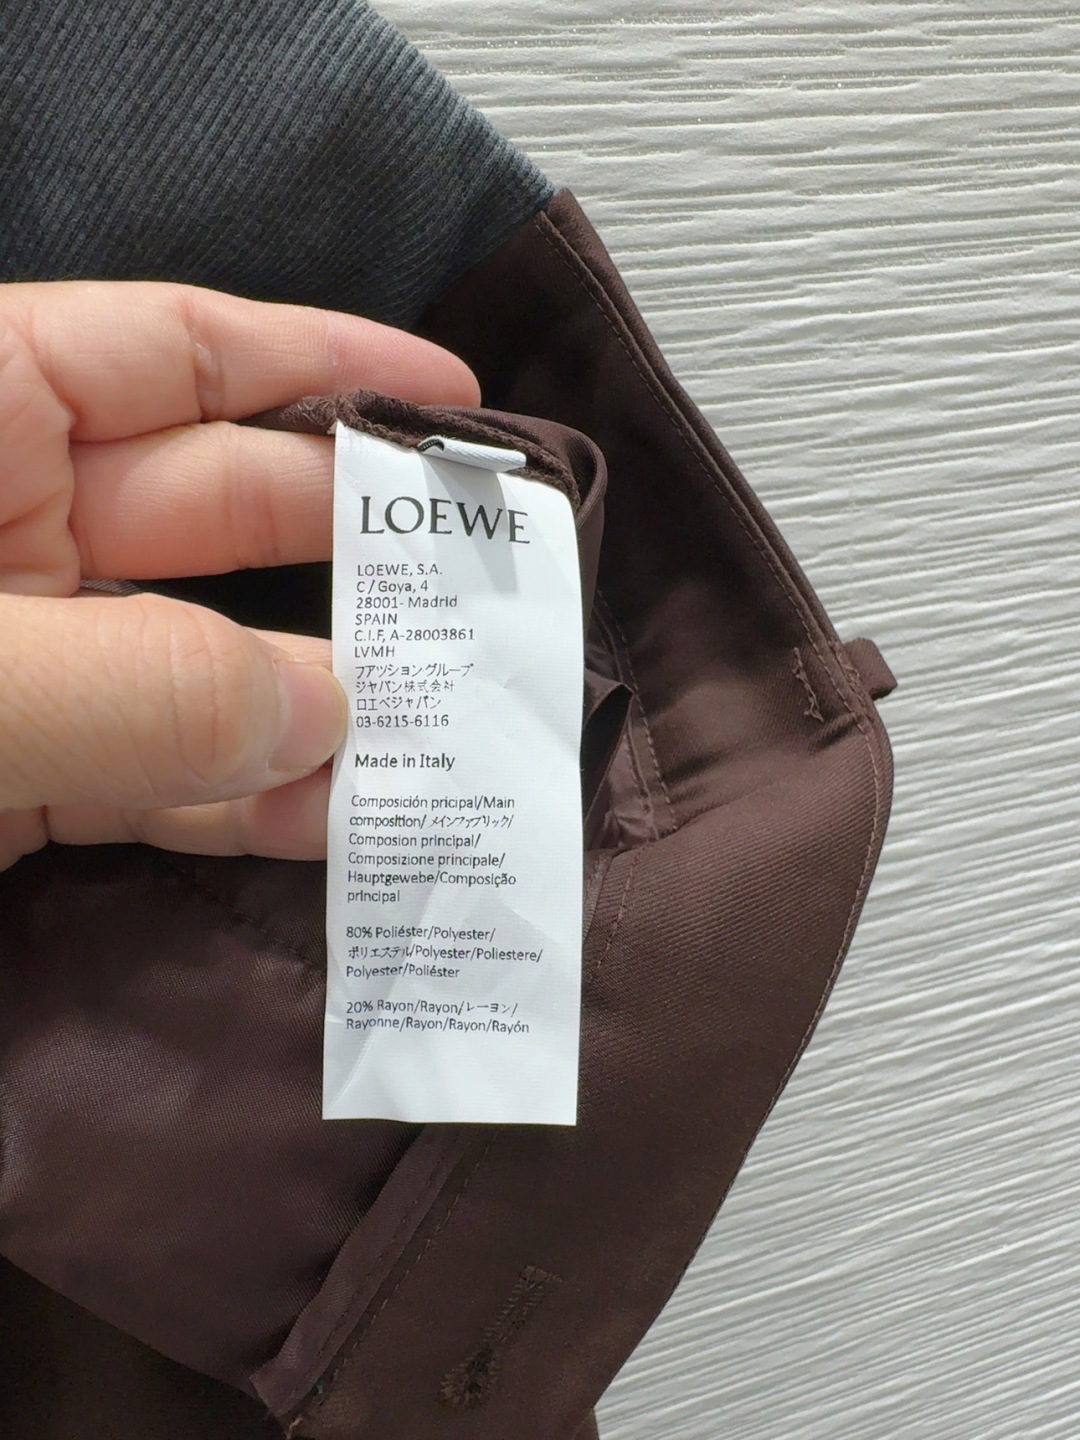 LOEWE
LOEWE, S.A.
C/Goya, 4
28001- Madrid
SPAIN
C.I.F, A-28003861
LVMH
フアツショングループ
ジャパン株式会社
ロエベジャパン
03-6215-6116
Made in Italy
Composición pricipal/Main
composition/メインファブリック/
Composion principal/
Composizione principale/
Hauptgewebe/Composição
principal
80% Poliéster/Polyester/
ポリエステル/Polyester/Poliestere/
Polyester/Poliéster
20% Rayon/Rayon/レーヨン/
Rayonne/Rayon/Rayon/Rayón